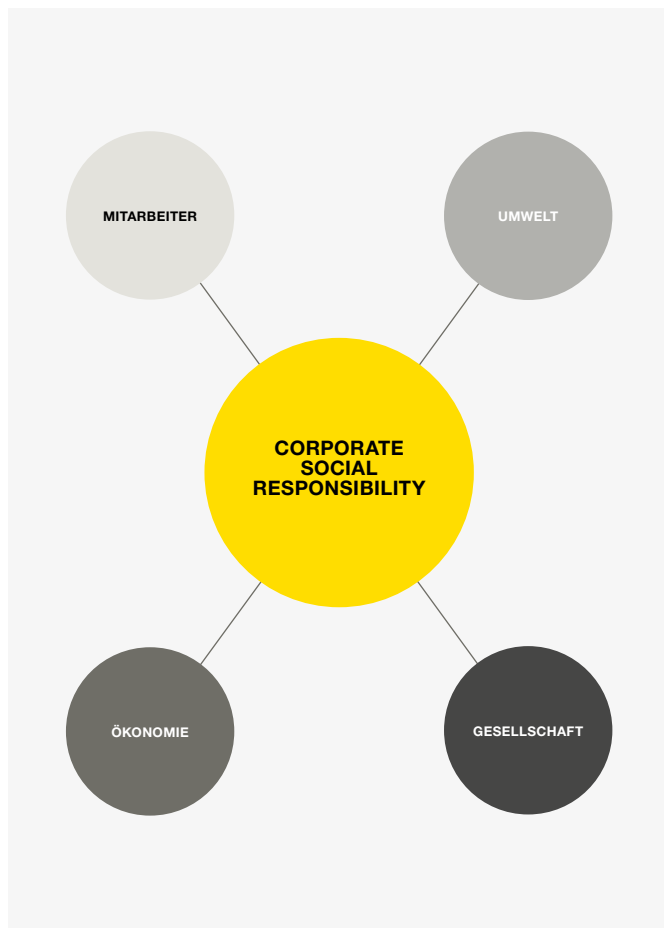 MITARBEITER
UMWELT
CORPORATE
SOCIAL
RESPONSIBILITY
ÖKONOMIE
GESELLSCHAFT